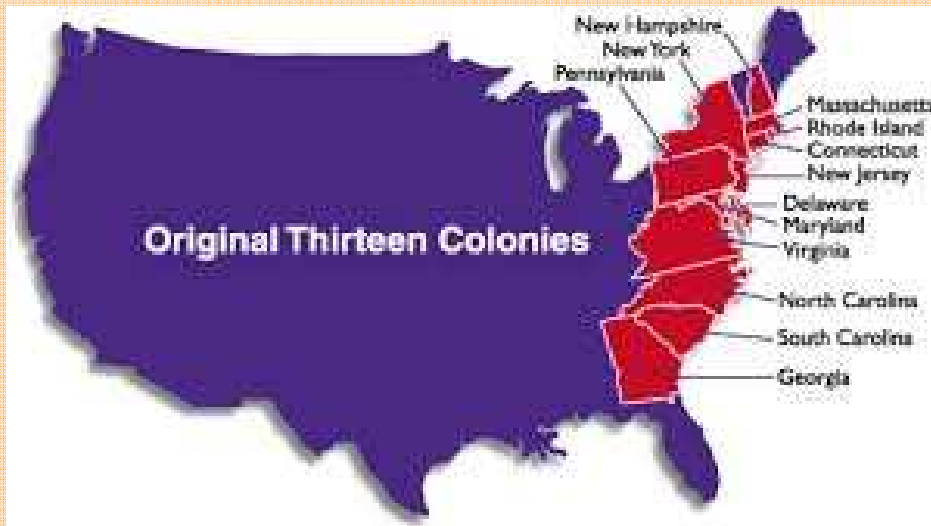 New Hampshire
New York
Pennsylvania
Massachusetts
Rhode Island
Connecticut
New Jersey
Delaware
Maryland
Virginia
Original Thirteen Colonies
North Carolina
South Carolina
Georgia